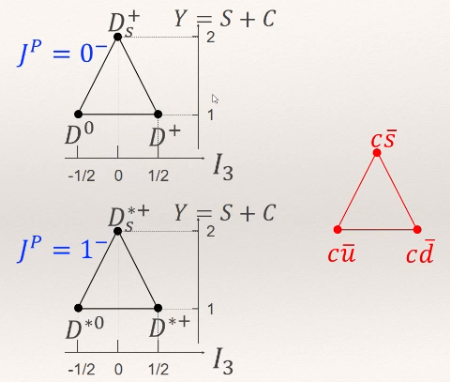 D_s^+ Y = S + C
J^P = 0^-
2
1
D^0 D^+
-1/2 0 1/2 I_3
D_s^{*+} Y = S + C
J^P = 1^-
2
1
D^{*0} D^{*+}
-1/2 0 1/2 I_3
cs̄
cū cd̄